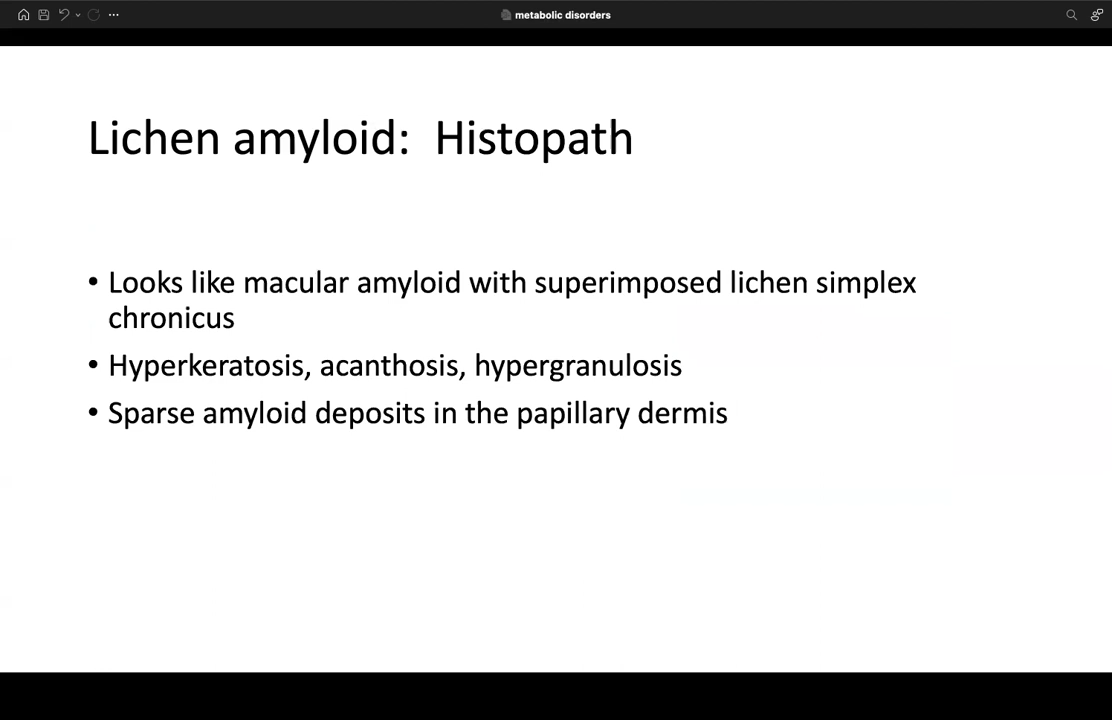 metabolic disorders
Lichen amyloid:  Histopath
• Looks like macular amyloid with superimposed lichen simplex
chronicus
• Hyperkeratosis, acanthosis, hypergranulosis
• Sparse amyloid deposits in the papillary dermis